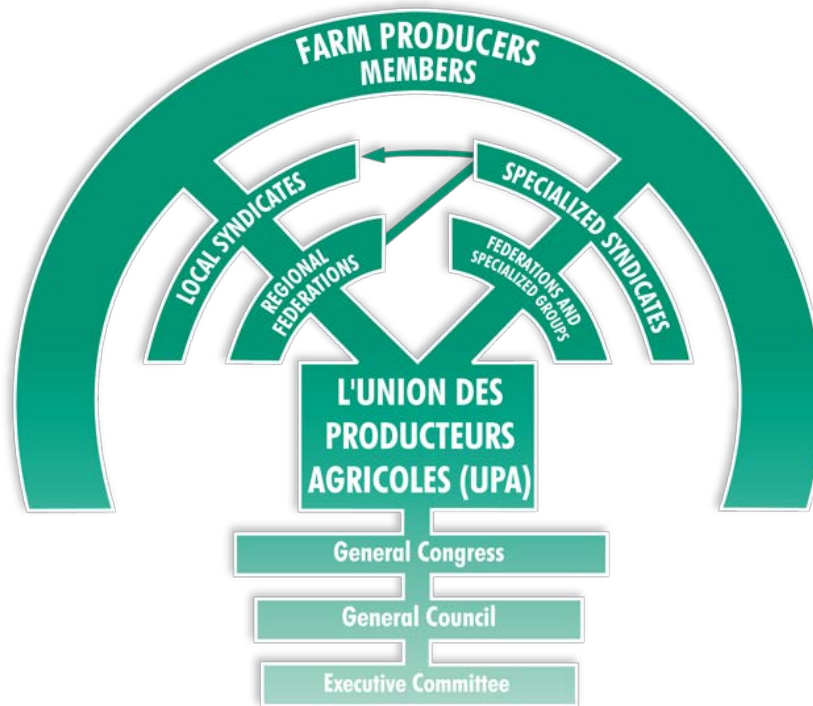 FARM PRODUCERS
MEMBERS
LOCAL SYNDICATES
SPECIALIZED SYNDICATES
REGIONAL
FEDERATIONS
FEDERATIONS AND
SPECIALIZED GROUPS
L'UNION DES
PRODUCTEURS
AGRICOLES (UPA)
General Congress
General Council
Executive Committee